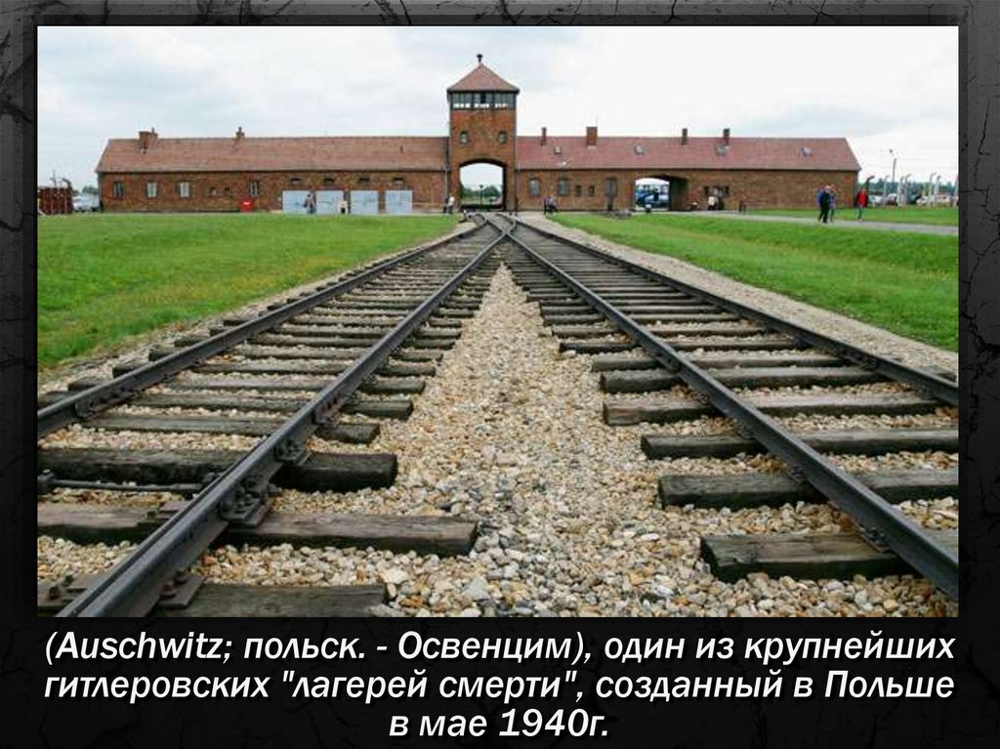 (Auschwitz; польск. - Освенцим), один из крупнейших
гитлеровских "лагерей смерти", созданный в Польше
в мае 1940г.